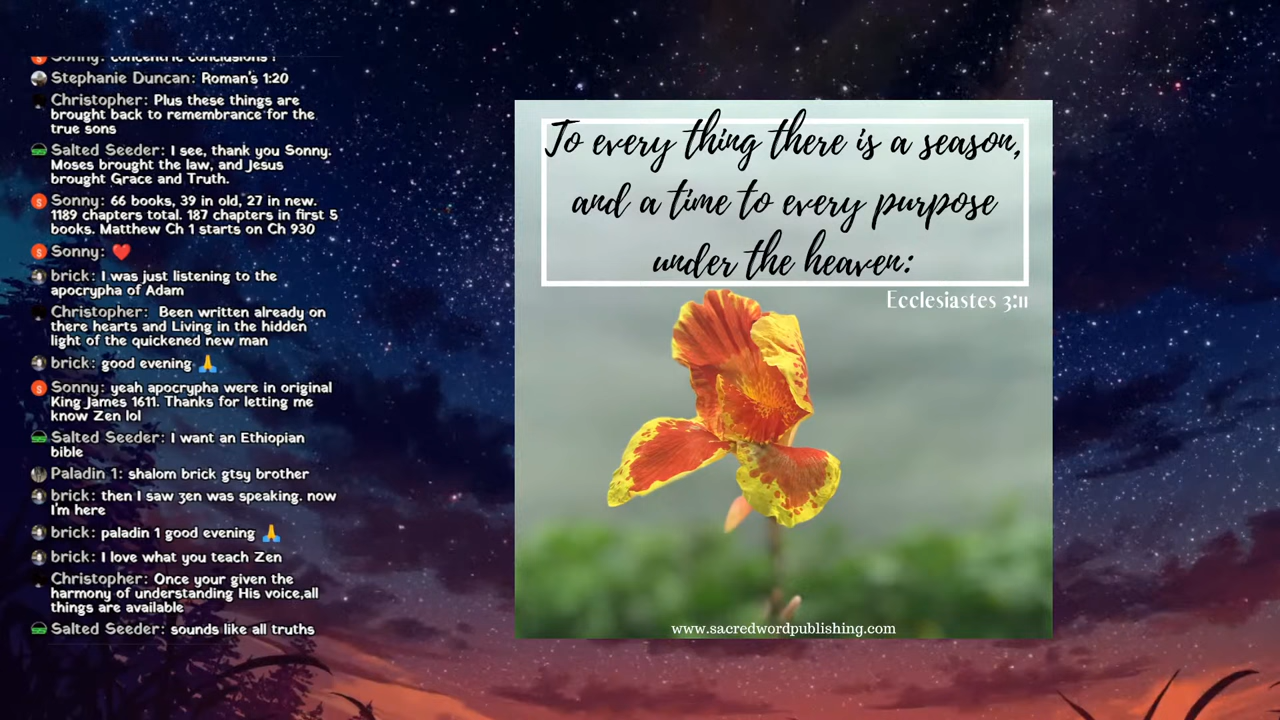 Sonny: concentric conclusions !
Stephanie Duncan: Roman's 1:20
Christopher: Plus these things are
brought back to remembrance for the
true sons
Salted Seeder: I see, thank you Sonny.
Moses brought the law, and Jesus
brought Grace and Truth.
Sonny: 66 books, 39 in old, 27 in new.
1189 chapters total. 187 chapters in first 5
books. Matthew Ch 1 starts on Ch 930
Sonny: ❤️
brick: I was just listening to the
apocrypha of Adam
Christopher: Been written already on
there hearts and Living in the hidden
light of the quickened new man
brick: good evening 🙏
Sonny: yeah apocrypha were in original
King James 1611. Thanks for letting me
know Zen lol
Salted Seeder: I want an Ethiopian
bible
Paladin 1: shalom brick gtsy brother
brick: then I saw zen was speaking. now
I'm here
brick: paladin 1 good evening 🙏
brick: I love what you teach Zen
Christopher: Once your given the
harmony of understanding His voice,all
things are available
Salted Seeder: sounds like all truths
To every thing there is a season,
and a time to every purpose
under the heaven:
Ecclesiastes 3:11
www.sacredwordpublishing.com